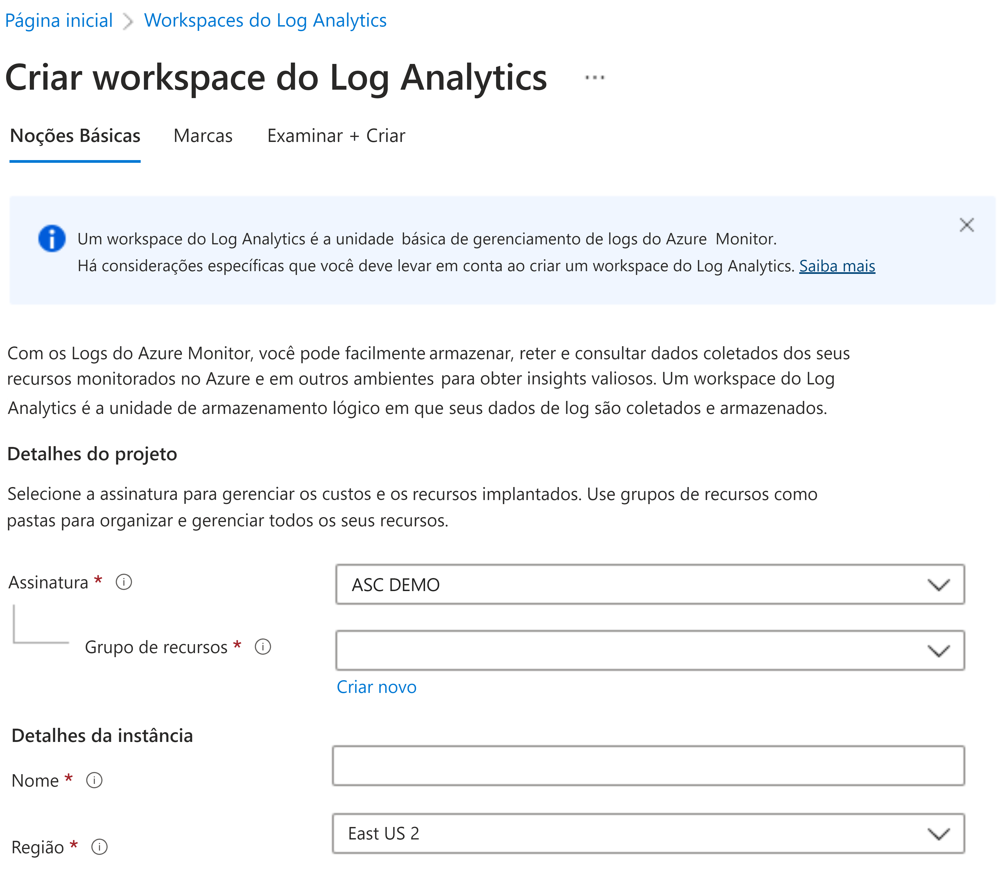 Página inicial > Workspaces do Log Analytics
Criar workspace do Log Analytics ...
Noções Básicas Marcas Examinar + Criar
Um workspace do Log Analytics é a unidade básica de gerenciamento de logs do Azure Monitor.
Há considerações específicas que você deve levar em conta ao criar um workspace do Log Analytics. Saiba mais
Com os Logs do Azure Monitor, você pode facilmente armazenar, reter e consultar dados coletados dos seus
recursos monitorados no Azure e em outros ambientes para obter insights valiosos. Um workspace do Log
Analytics é a unidade de armazenamento lógico em que seus dados de log são coletados e armazenados.
Detalhes do projeto
Selecione a assinatura para gerenciar os custos e os recursos implantados. Use grupos de recursos como
pastas para organizar e gerenciar todos os seus recursos.
Assinatura * ASC DEMO
Grupo de recursos *
Criar novo
Detalhes da instância
Nome *
Região * East US 2